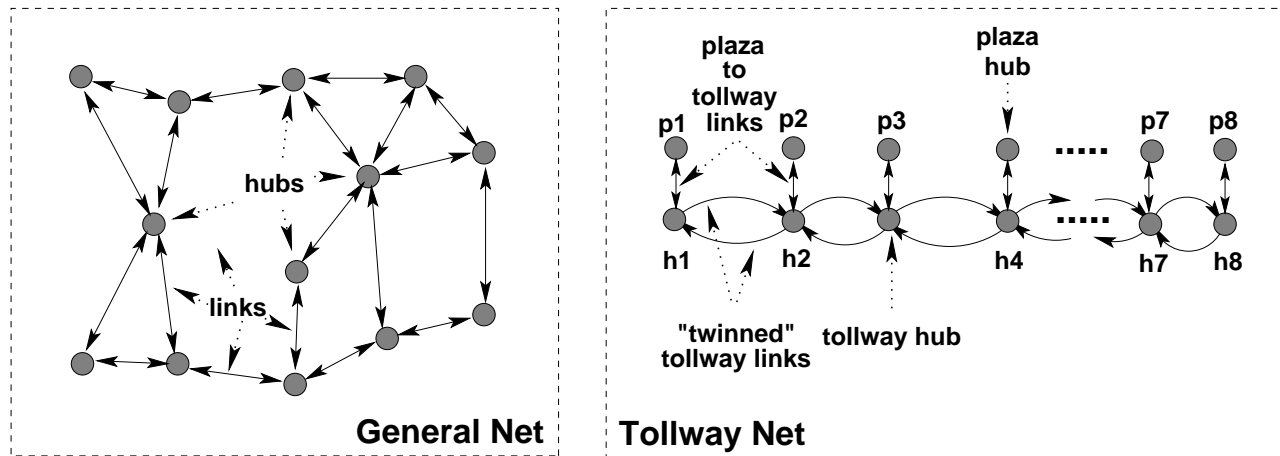 hubs
links
General Net
plaza
to
tollway
links
plaza
hub
p1
p2
p3
p7
p8
.....
.....
h1
h2
h4
h7
h8
"twinned"
tollway links
tollway hub
Tollway Net